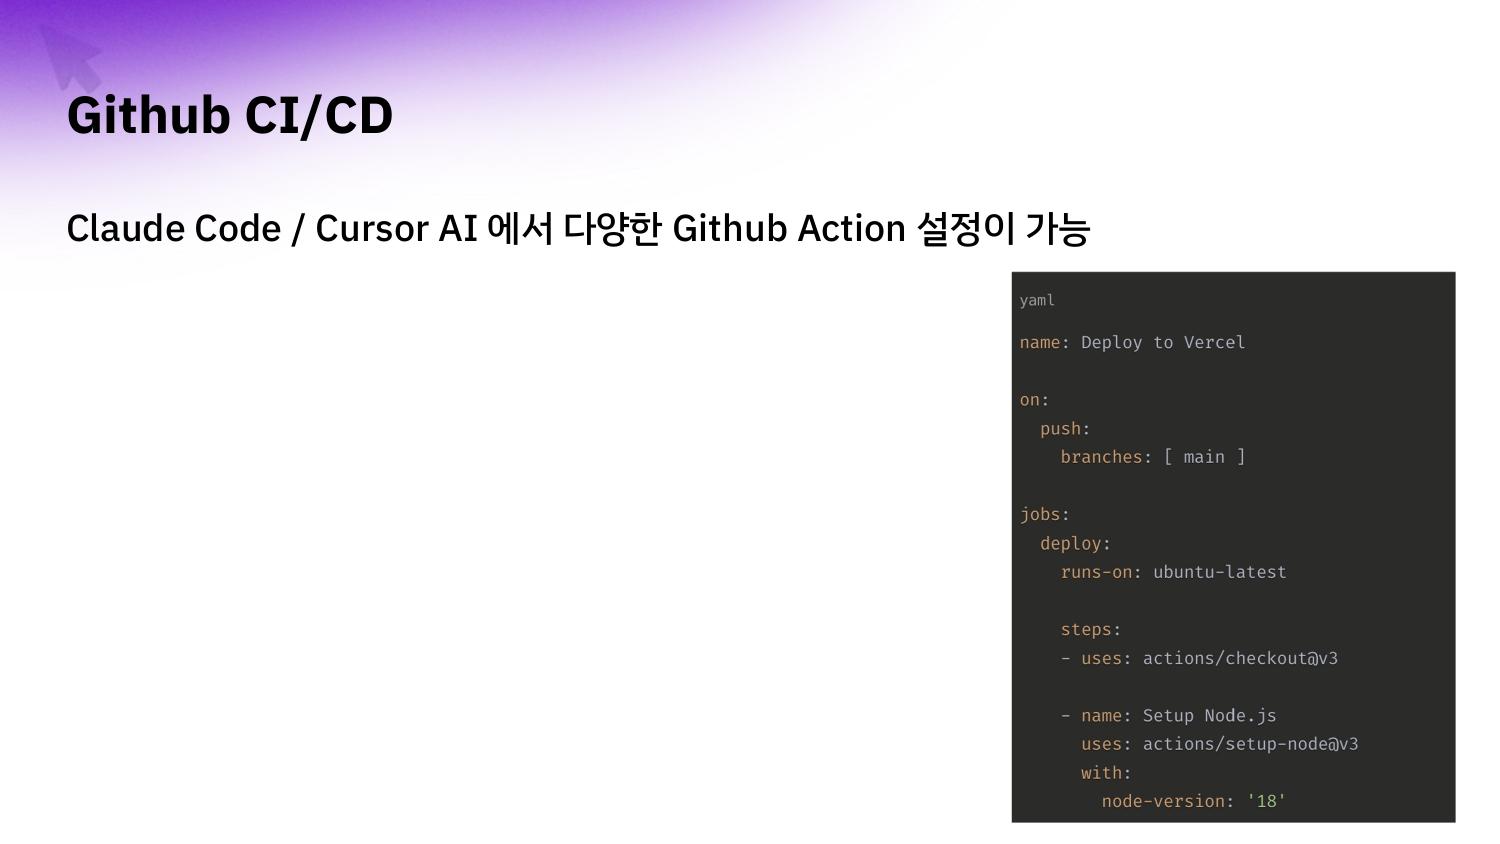 Github CI/CD
Claude Code / Cursor AI 에서 다양한 Github Action 설정이 가능
yaml
name: Deploy to Vercel
on:
  push:
    branches: [ main ]
jobs:
  deploy:
    runs-on: ubuntu-latest
    steps:
    - uses: actions/checkout@v3
    - name: Setup Node.js
      uses: actions/setup-node@v3
      with:
        node-version: '18'